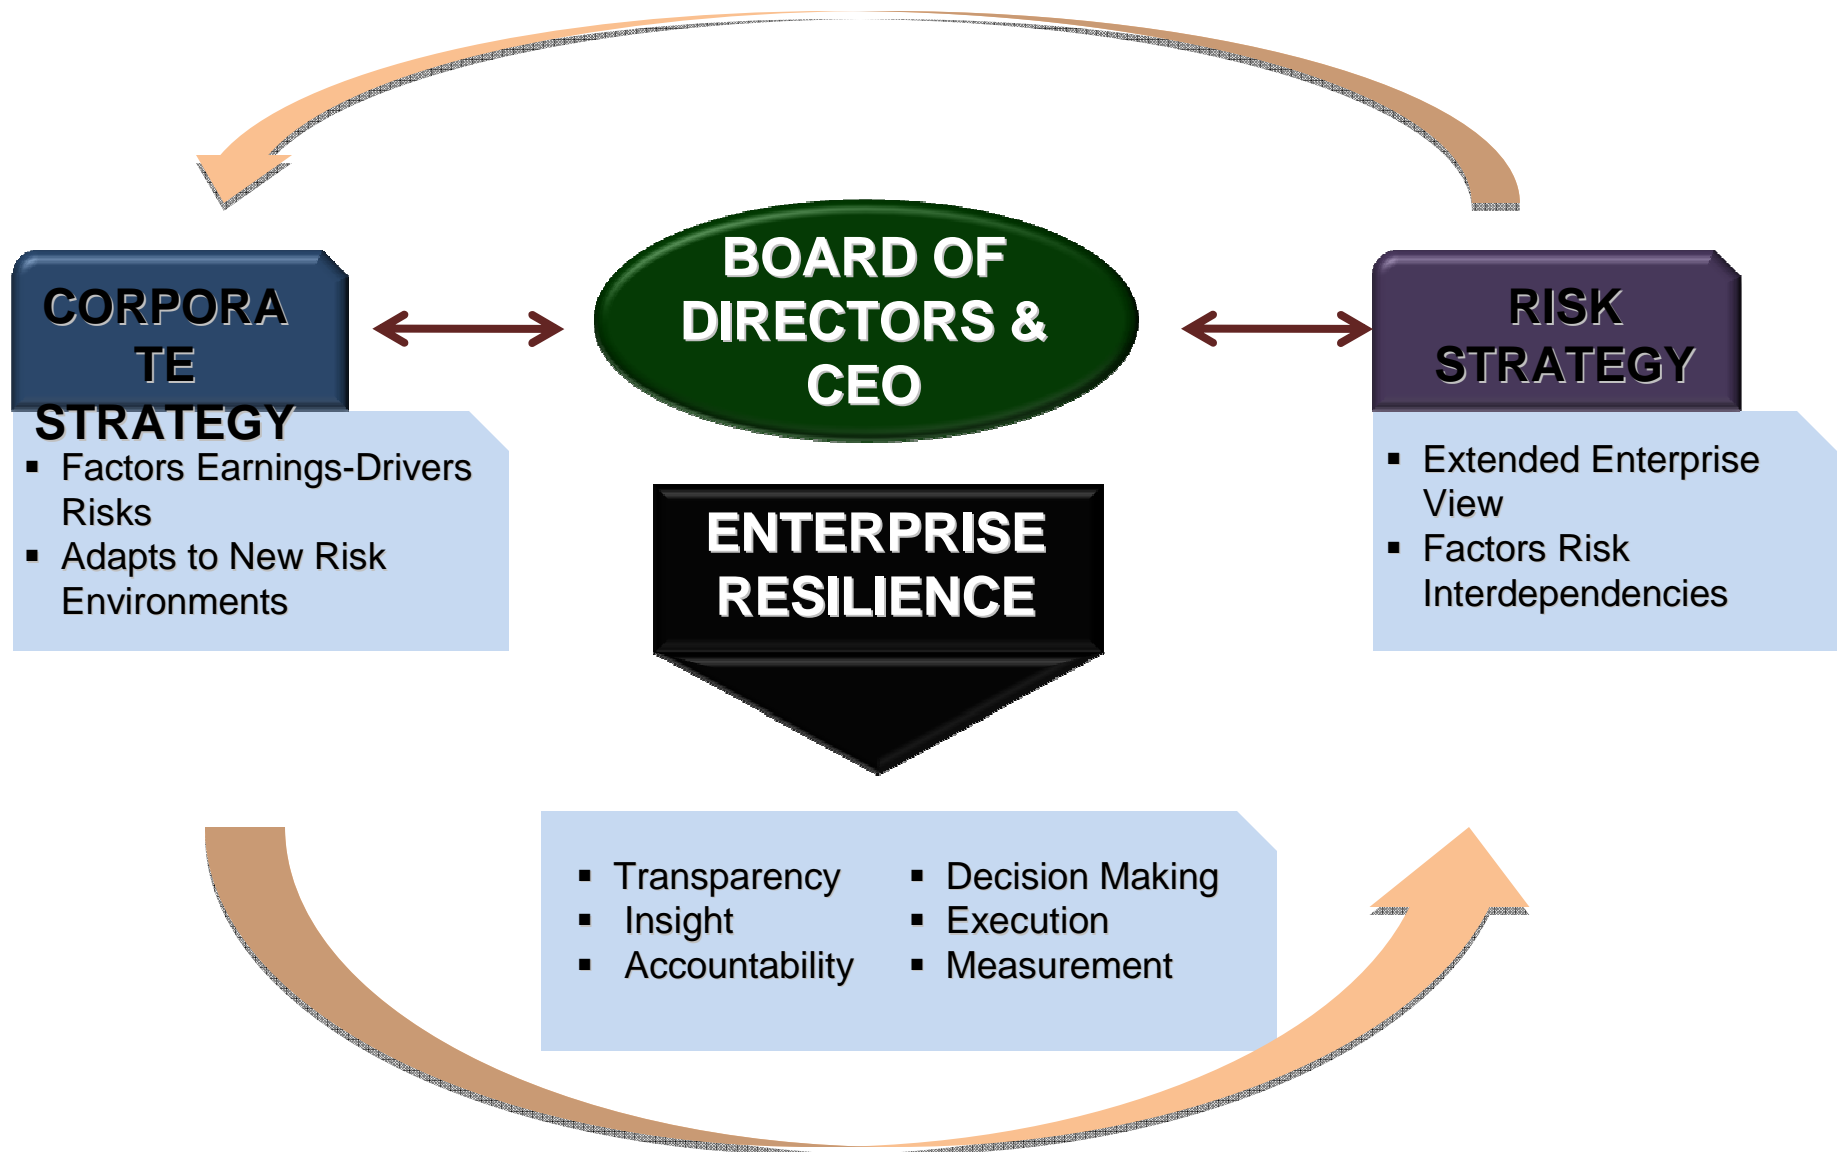 BOARD OF
DIRECTORS &
CEO
CORPORA
TE
STRATEGY
▪ Factors Earnings-Drivers
Risks
▪ Adapts to New Risk
Environments
RISK
STRATEGY
▪ Extended Enterprise
View
▪ Factors Risk
Interdependencies
ENTERPRISE
RESILIENCE
▪ Transparency
▪ Insight
▪ Accountability
▪ Decision Making
▪ Execution
▪ Measurement